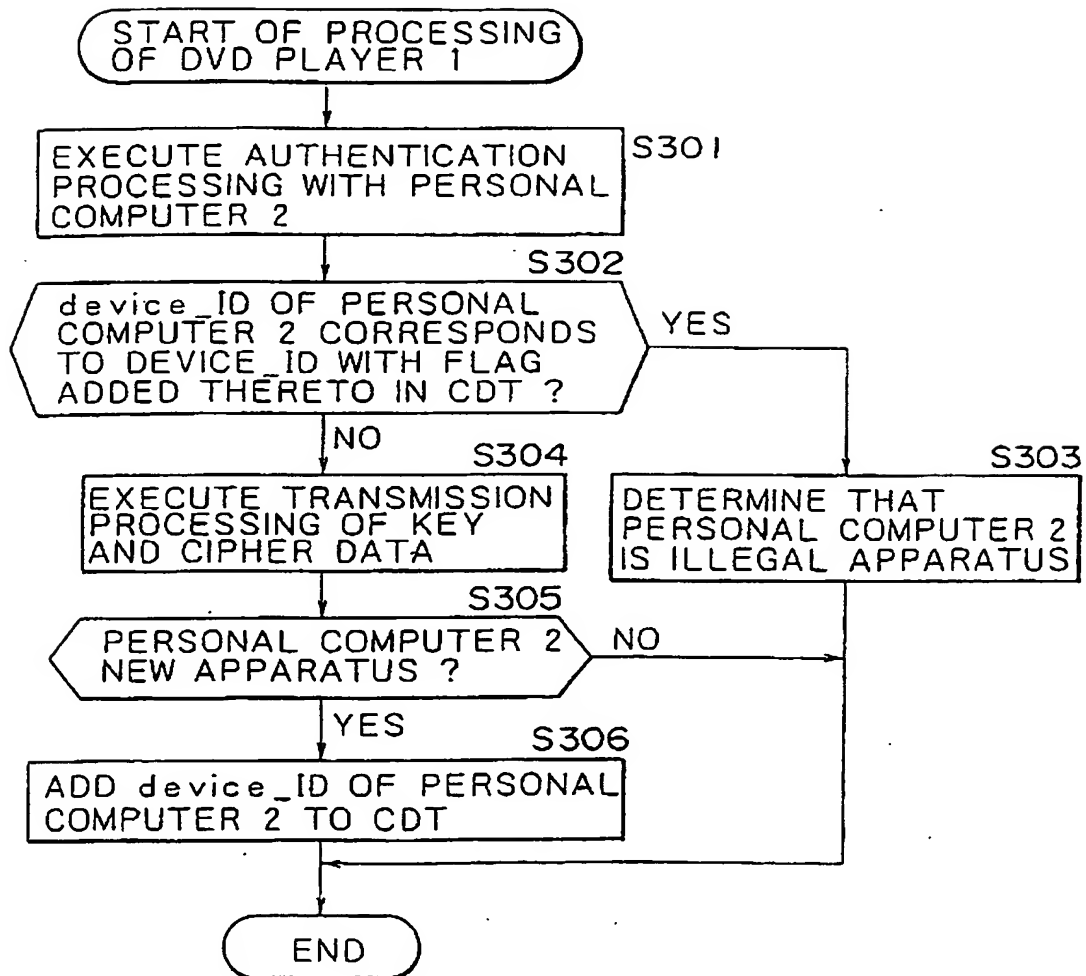 START OF PROCESSING
OF DVD PLAYER 1
S301
EXECUTE AUTHENTICATION
PROCESSING WITH PERSONAL
COMPUTER 2
S302
device_ID OF PERSONAL
COMPUTER 2 CORRESPONDS
TO DEVICE_ID WITH FLAG
ADDED THERETO IN CDT ?
YES
NO
S304
EXECUTE TRANSMISSION
PROCESSING OF KEY
AND CIPHER DATA
S303
DETERMINE THAT
PERSONAL COMPUTER 2
IS ILLEGAL APPARATUS
S305
PERSONAL COMPUTER 2
NEW APPARATUS ?
NO
YES
S306
ADD device_ID OF PERSONAL
COMPUTER 2 TO CDT
END